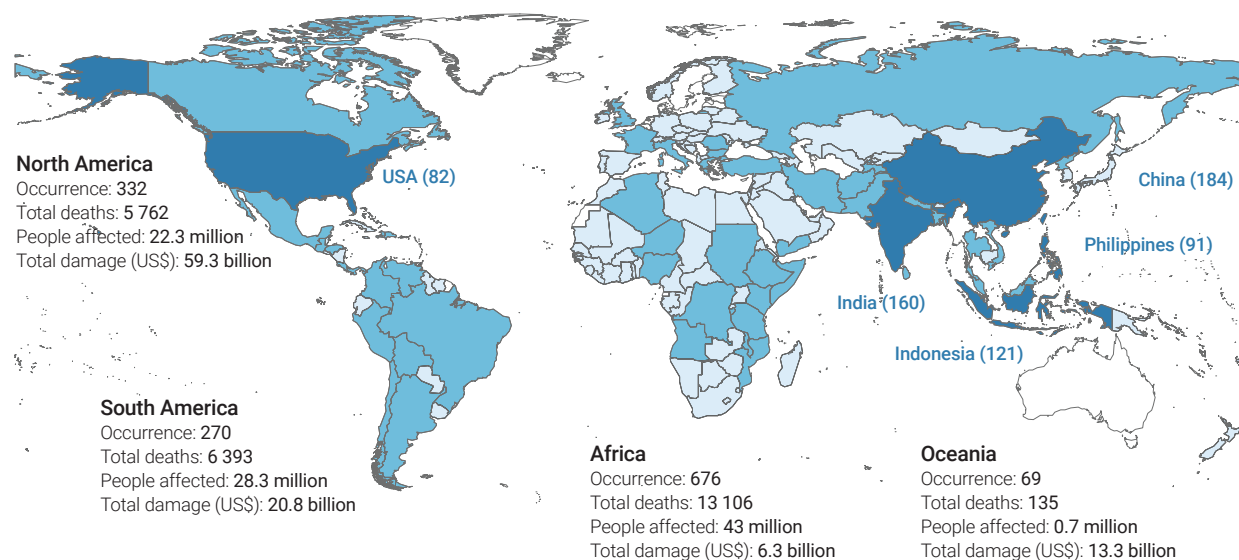 North America
Occurrence: 332
Total deaths: 5 762
People affected: 22.3 million
Total damage (US$): 59.3 billion
USA (82)
China (184)
Philippines (91)
India (160)
Indonesia (121)
South America
Occurrence: 270
Total deaths: 6 393
People affected: 28.3 million
Total damage (US$): 20.8 billion
Africa
Occurrence: 676
Total deaths: 13 106
People affected: 43 million
Total damage (US$): 6.3 billion
Oceania
Occurrence: 69
Total deaths: 135
People affected: 0.7 million
Total damage (US$): 13.3 billion